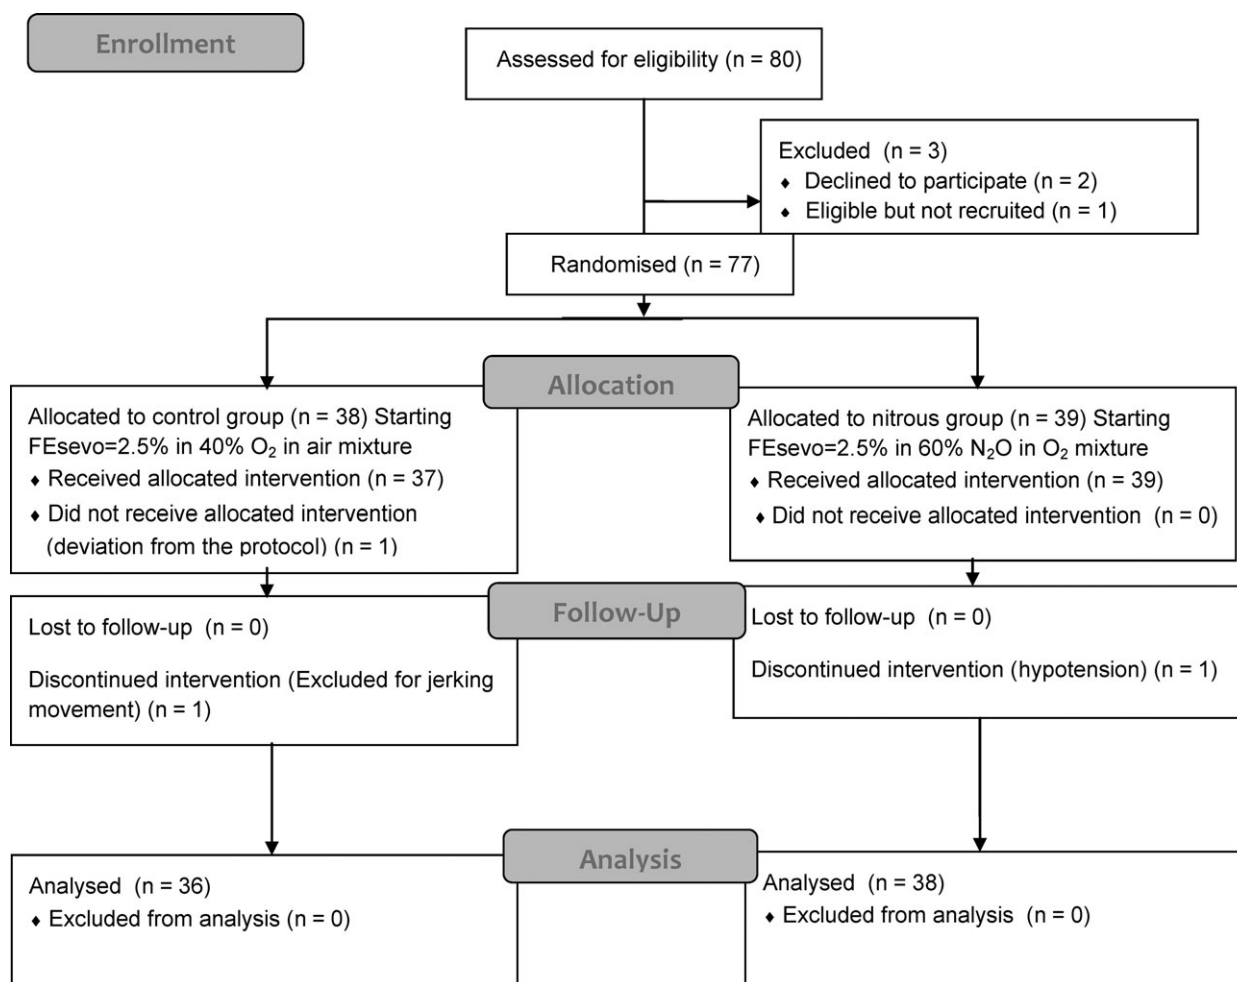 Enrollment
Assessed for eligibility (n = 80)
Excluded (n = 3)
♦ Declined to participate (n = 2)
♦ Eligible but not recruited (n = 1)
Randomised (n = 77)
Allocation
Allocated to control group (n = 38) Starting
FEsevo=2.5% in 40% O₂ in air mixture
♦ Received allocated intervention (n = 37)
♦ Did not receive allocated intervention
(deviation from the protocol) (n = 1)
Allocated to nitrous group (n = 39) Starting
FEsevo=2.5% in 60% N₂O in O₂ mixture
♦ Received allocated intervention (n = 39)
♦ Did not receive allocated intervention (n = 0)
Follow-Up
Lost to follow-up (n = 0)
Discontinued intervention (Excluded for jerking
movement) (n = 1)
Lost to follow-up (n = 0)
Discontinued intervention (hypotension) (n = 1)
Analysis
Analysed (n = 36)
♦ Excluded from analysis (n = 0)
Analysed (n = 38)
♦ Excluded from analysis (n = 0)